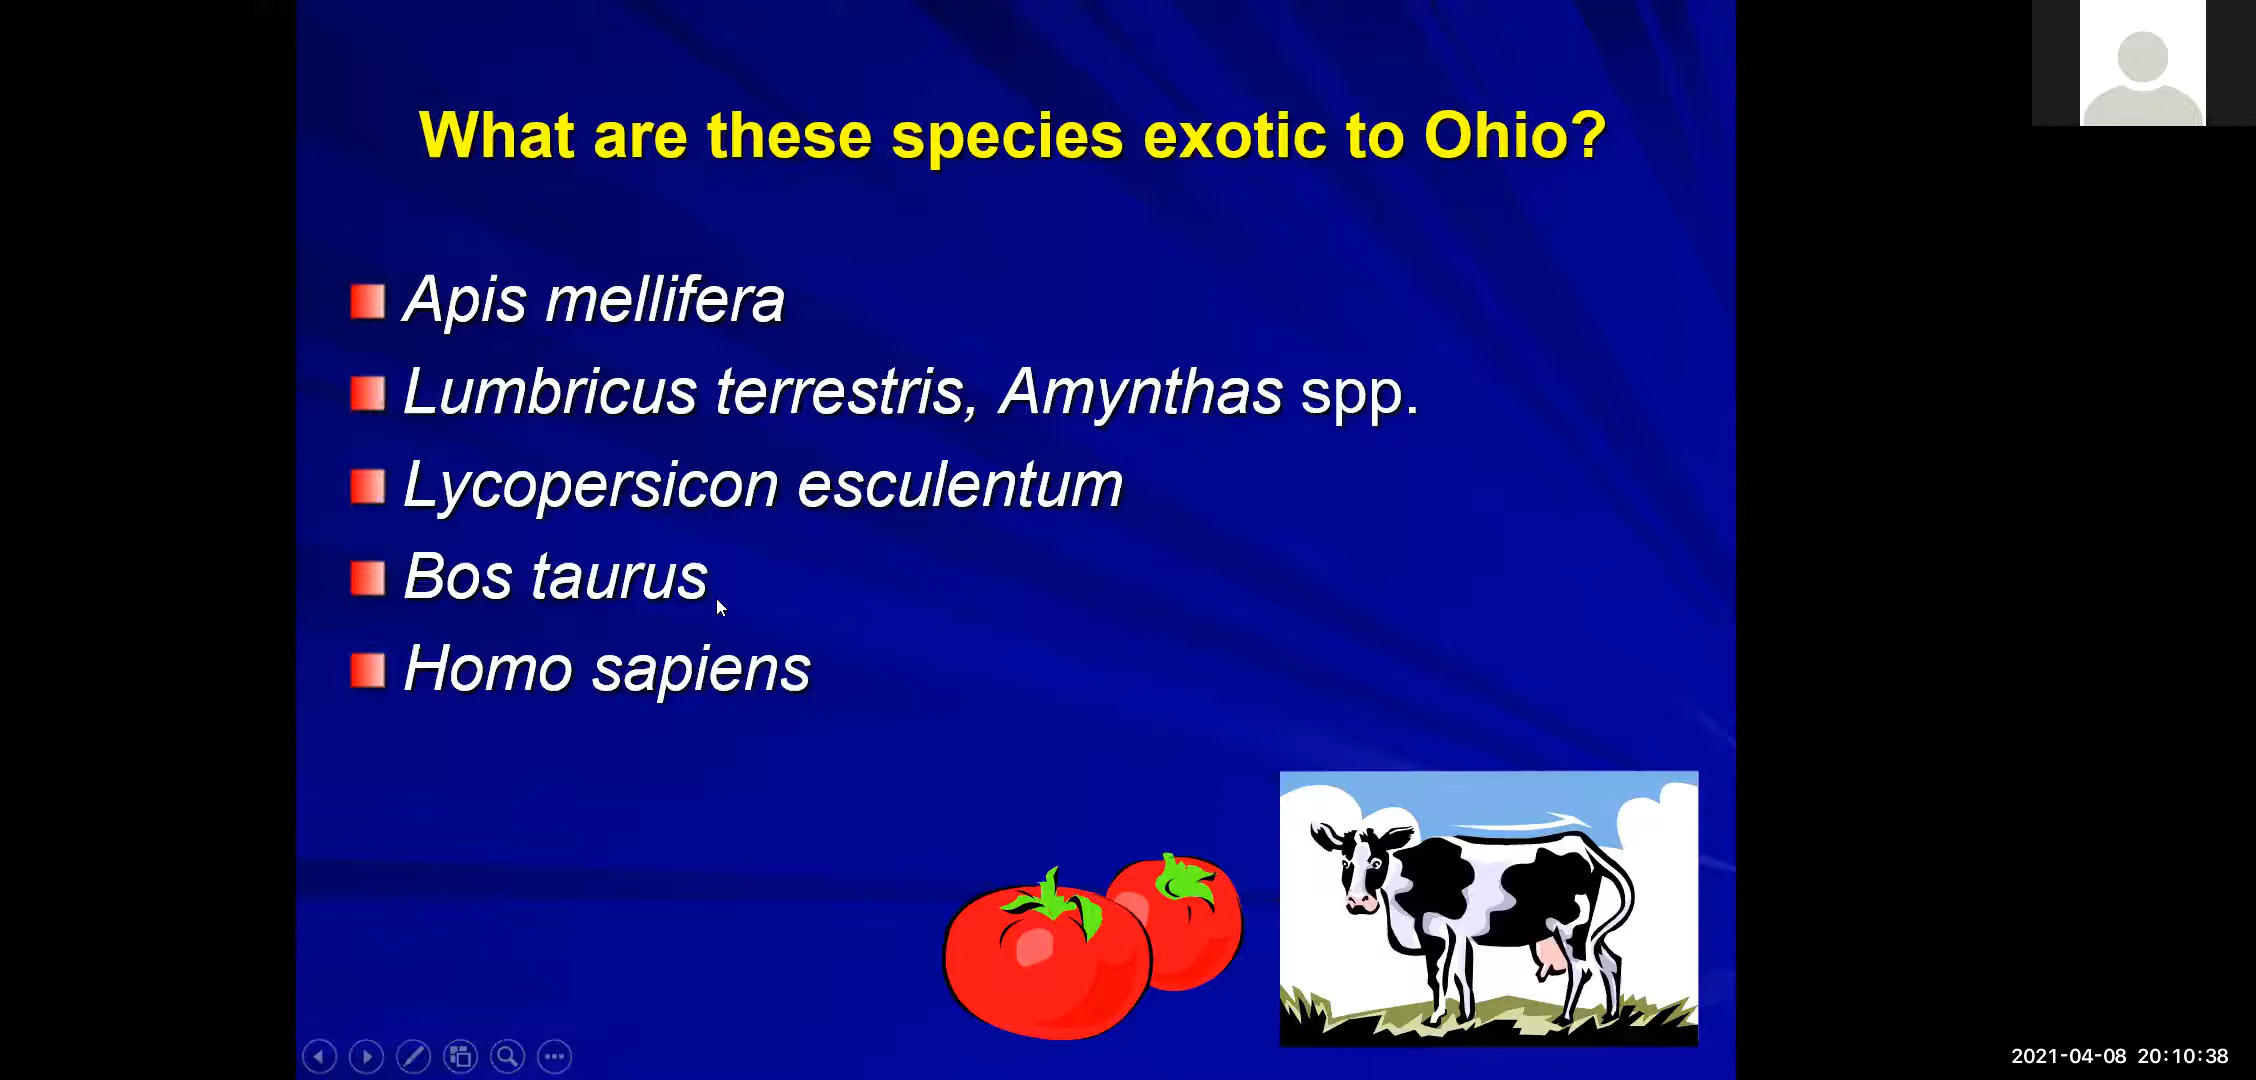 What are these species exotic to Ohio?
Apis mellifera
Lumbricus terrestris, Amynthas spp.
Lycopersicon esculentum
Bos taurus
Homo sapiens
2021-04-08 20:10:38